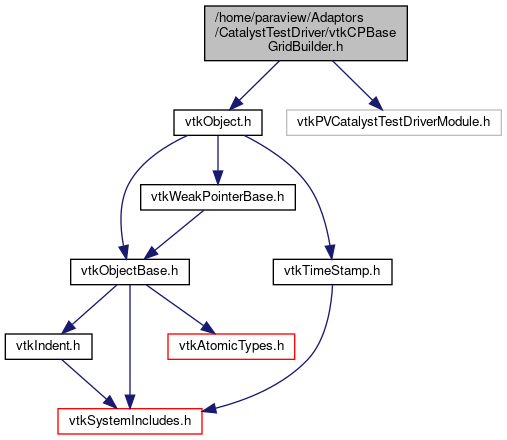 /home/paraview/Adaptors
/CatalystTestDriver/vtkCPBase
GridBuilder.h
vtkObject.h
vtkPVCatalystTestDriverModule.h
vtkWeakPointerBase.h
vtkObjectBase.h
vtkTimeStamp.h
vtkIndent.h
vtkAtomicTypes.h
vtkSystemIncludes.h